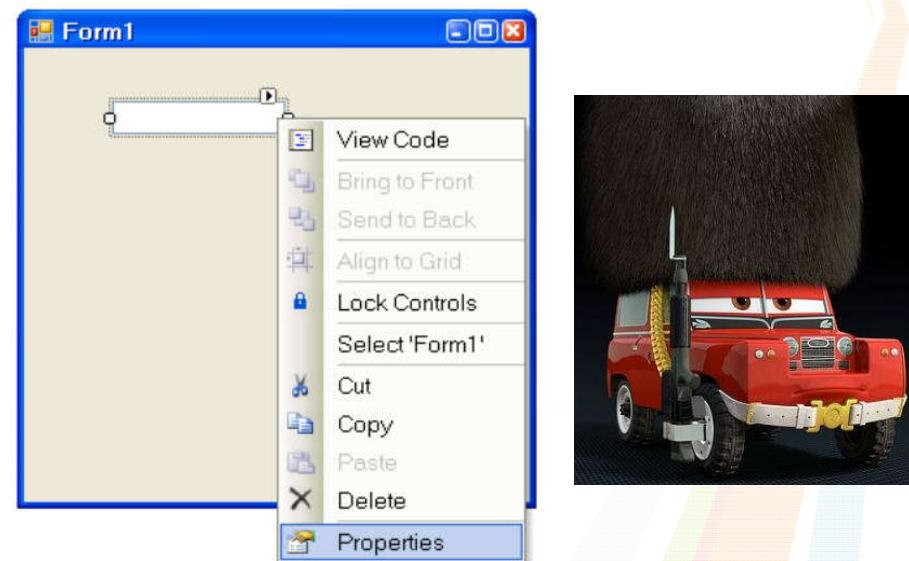 Form1
View Code
Bring to Front
Send to Back
Align to Grid
Lock Controls
Select 'Form1'
Cut
Copy
Paste
Delete
Properties